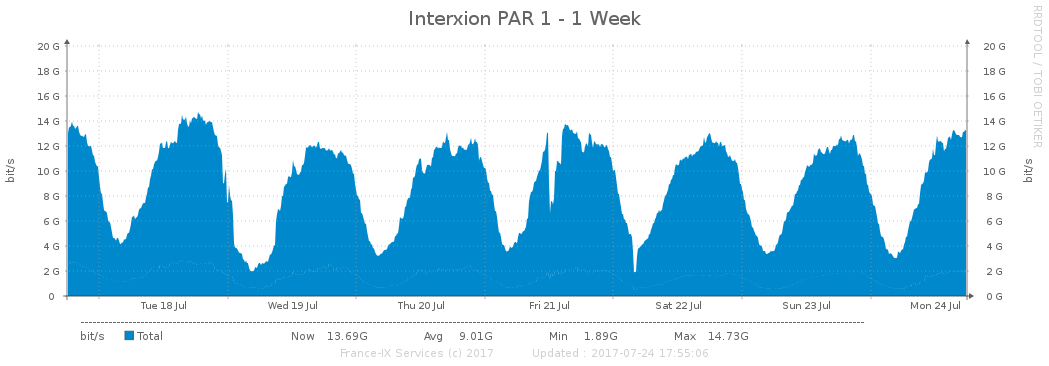 Interxion PAR 1 - 1 Week
RRDTOOL / TOBI OETIKER
20 G 20 G
18 G 18 G
16 G 16 G
14 G 14 G
12 G 12 G
10 G 10 G
8 G 8 G
6 G 6 G
4 G 4 G
2 G 2 G
0 0 G
bit/s
bit/s
Tue 18 Jul Wed 19 Jul Thu 20 Jul Fri 21 Jul Sat 22 Jul Sun 23 Jul Mon 24 Jul
bit/s Total Now 13.69G Avg 9.01G Min 1.89G Max 14.73G
France-IX Services (c) 2017 Updated : 2017-07-24 17:55:06